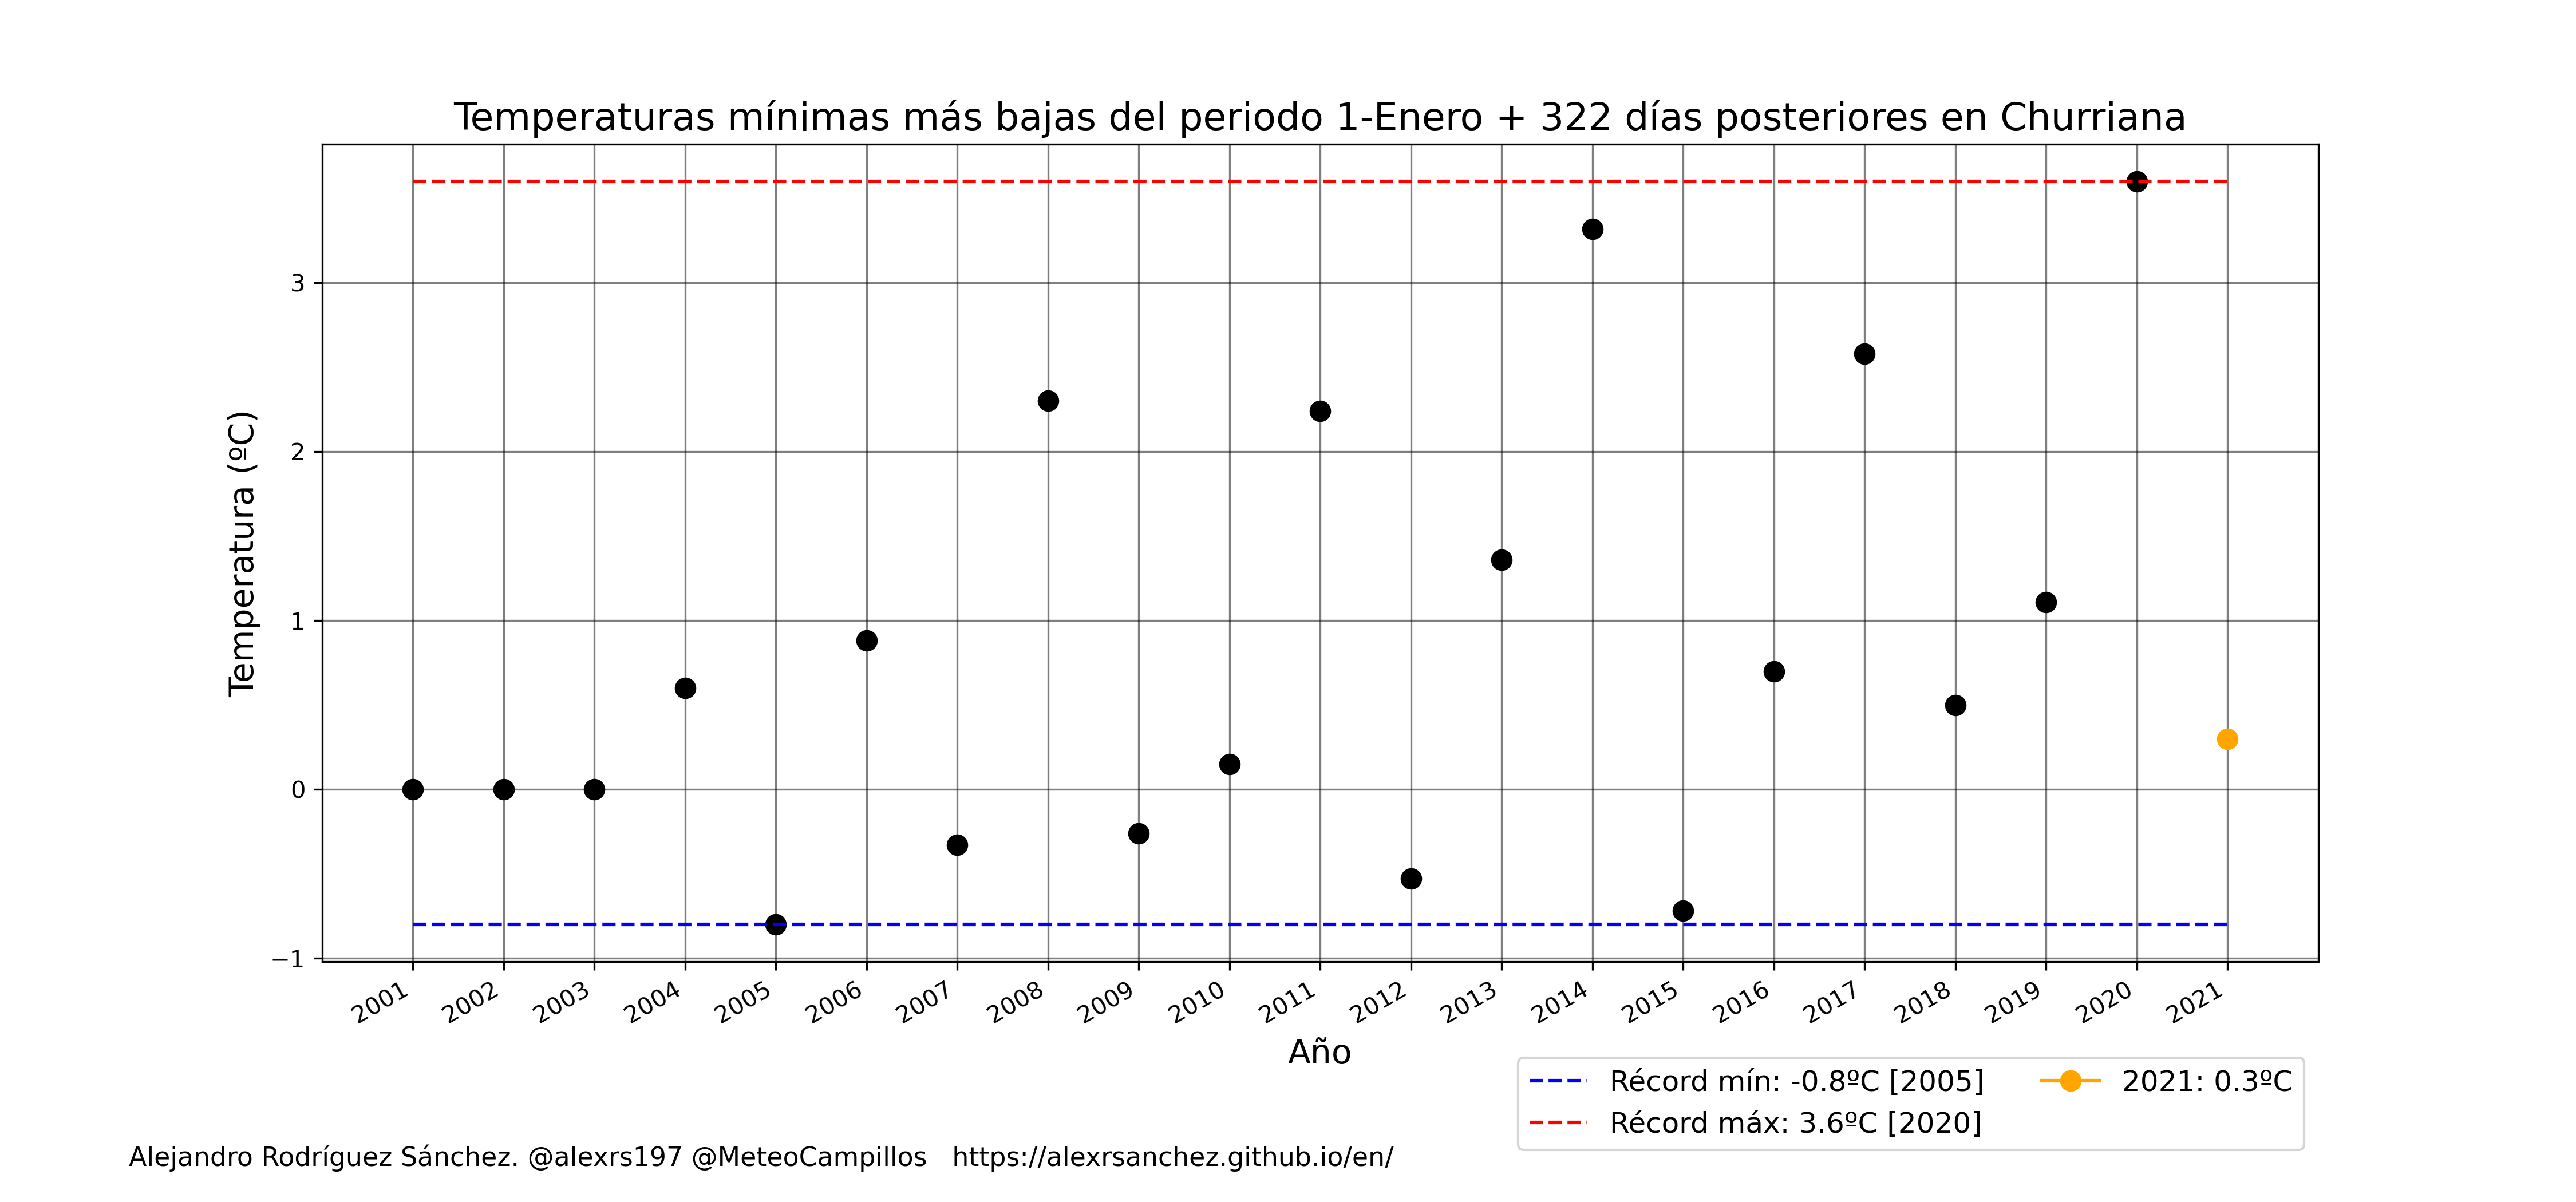 Temperaturas mínimas más bajas del periodo 1-Enero + 322 días posteriores en Churriana
Temperatura (ºC)
3
2
1
0
−1
2001 2002 2003 2004 2005 2006 2007 2008 2009 2010 2011 2012 2013 2014 2015 2016 2017 2018 2019 2020 2021
Año
Récord mín: -0.8ºC [2005]
Récord máx: 3.6ºC [2020]
2021: 0.3ºC
Alejandro Rodríguez Sánchez. @alexrs197 @MeteoCampillos https://alexrsanchez.github.io/en/